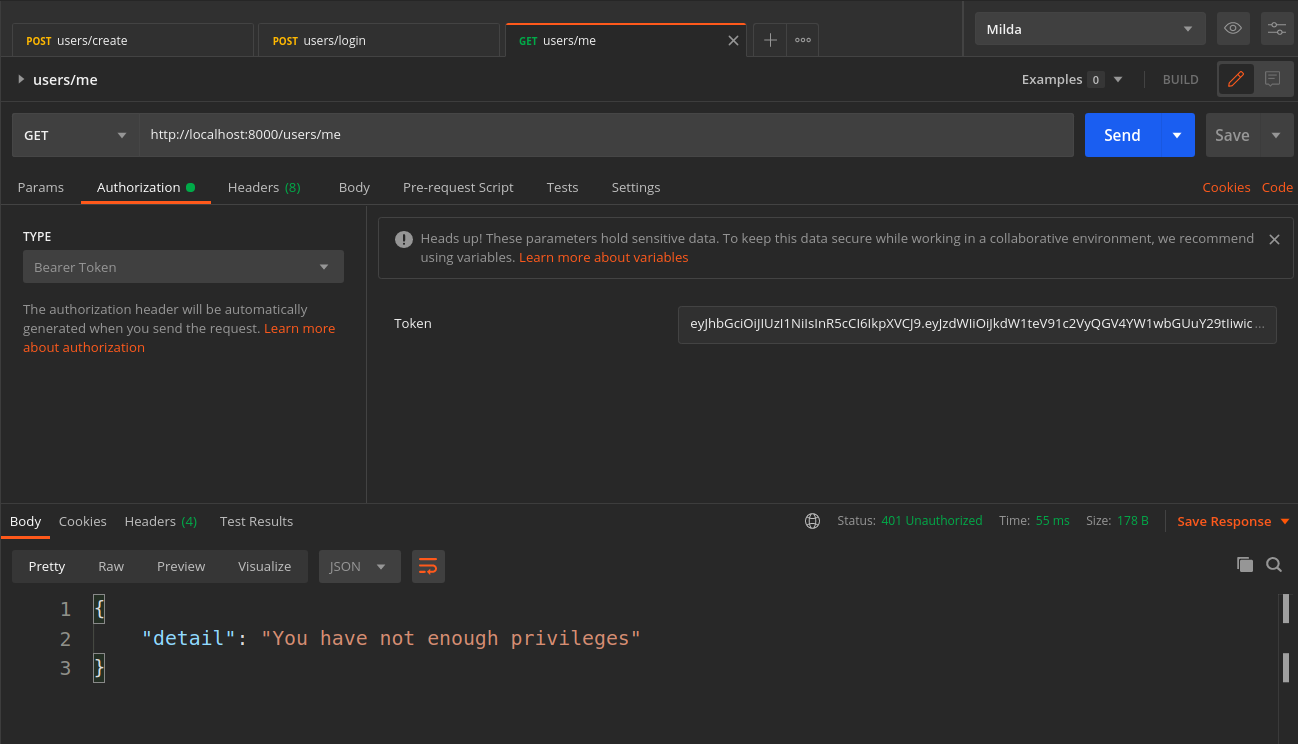 POST users/create
POST users/login
GET users/me
Milda
users/me
Examples 0
BUILD
GET
http://localhost:8000/users/me
Send
Save
Params
Authorization
Headers (8)
Body
Pre-request Script
Tests
Settings
Cookies
Code
TYPE
Bearer Token
The authorization header will be automatically
generated when you send the request. Learn more
about authorization
Heads up! These parameters hold sensitive data. To keep this data secure while working in a collaborative environment, we recommend
using variables. Learn more about variables
Token
eyJhbGciOiJIUzI1NiIsInR5cCI6IkpXVCJ9.eyJzdWIiOiJkdW1teV91c2VyQGV4YW1wbGUuY29tIiwic...
Body
Cookies
Headers (4)
Test Results
Status: 401 Unauthorized
Time: 55 ms
Size: 178 B
Save Response
Pretty
Raw
Preview
Visualize
JSON
1 {
2 "detail": "You have not enough privileges"
3 }